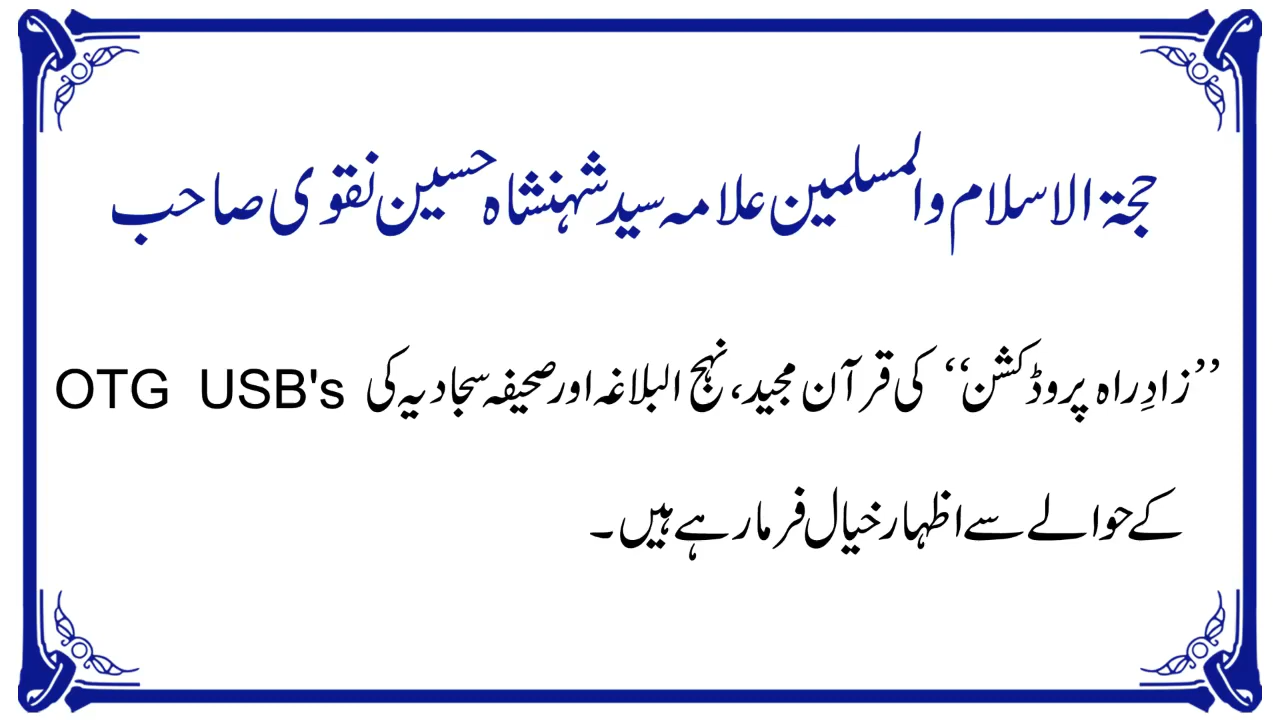 حجۃ الاسلام والمسلمین علامہ سید شہنشاہ حسین نقوی صاحب
’’زادِراہ پروڈکشن‘‘ کی قرآن مجید، نہج البلاغہ اور صحیفہ سجادیہ کی OTG USB's
کے حوالے سے اظہار خیال فرما رہے ہیں۔